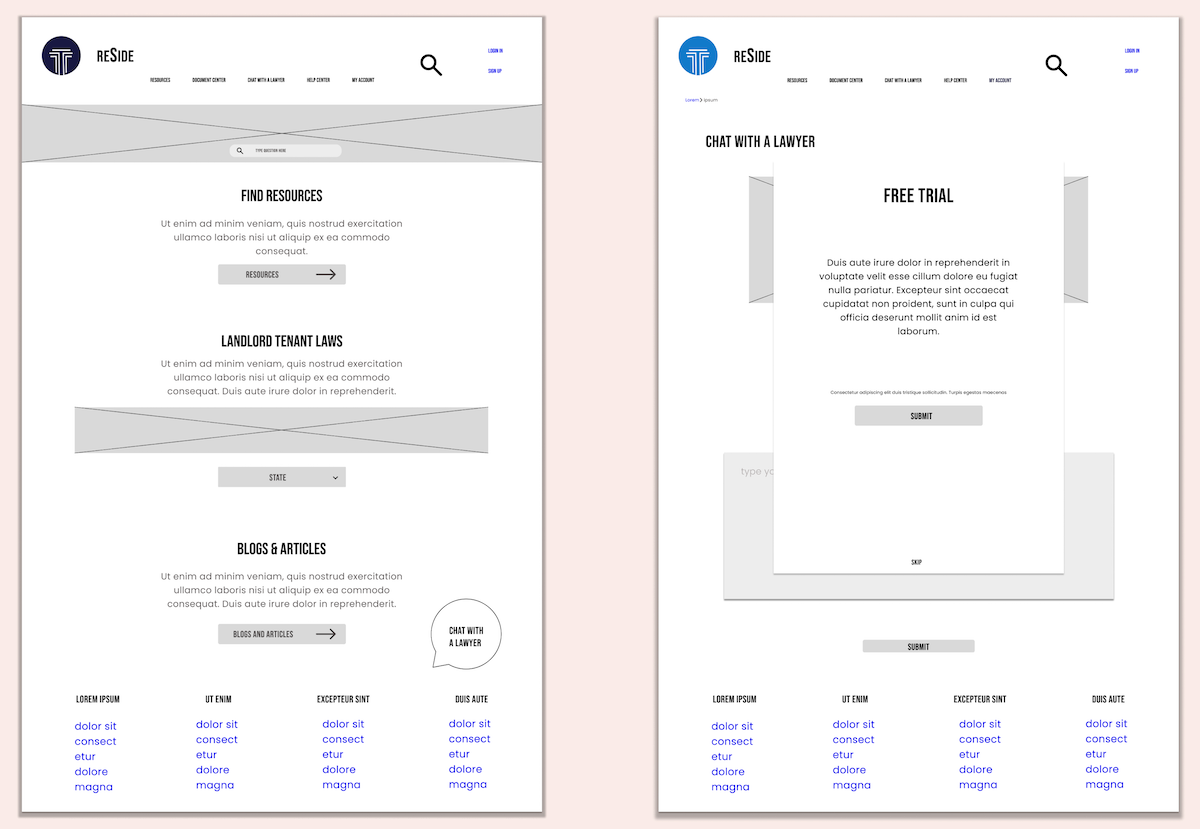 RESIDE
LOGIN IN
SIGN UP
RESOURCES DOCUMENT CENTER CHAT WITH A LAWYER HELP CENTER MY ACCOUNT
TYPE QUESTION HERE
FIND RESOURCES
Ut enim ad minim veniam, quis nostrud exercitation
ullamco laboris nisi ut aliquip ex ea commodo
consequat.
RESOURCES
LANDLORD TENANT LAWS
Ut enim ad minim veniam, quis nostrud exercitation
ullamco laboris nisi ut aliquip ex ea commodo
consequat. Duis aute irure dolor in reprehenderit.
STATE
BLOGS & ARTICLES
Ut enim ad minim veniam, quis nostrud exercitation
ullamco laboris nisi ut aliquip ex ea commodo
consequat. Duis aute irure dolor in reprehenderit.
BLOGS AND ARTICLES
CHAT WITH
A LAWYER
LOREM IPSUM
dolor sit
consect
etur
dolore
magna
UT ENIM
dolor sit
consect
etur
dolore
magna
EXCEPTEUR SINT
dolor sit
consect
etur
dolore
magna
DUIS AUTE
dolor sit
consect
etur
dolore
magna
RESIDE
LOGIN IN
SIGN UP
RESOURCES DOCUMENT CENTER CHAT WITH A LAWYER HELP CENTER MY ACCOUNT
Lorem > Ipsum
CHAT WITH A LAWYER
FREE TRIAL
Duis aute irure dolor in reprehenderit in
voluptate velit esse cillum dolore eu fugiat
nulla pariatur. Excepteur sint occaecat
cupidatat non proident, sunt in culpa qui
officia deserunt mollit anim id est
laborum.
Consectetur adipiscing elit duis tristique sollicitudin. Turpis egestas maecenas
SUBMIT
type yo
SKIP
SUBMIT
LOREM IPSUM
dolor sit
consect
etur
dolore
magna
UT ENIM
dolor sit
consect
etur
dolore
magna
EXCEPTEUR SINT
dolor sit
consect
etur
dolore
magna
DUIS AUTE
dolor sit
consect
etur
dolore
magna